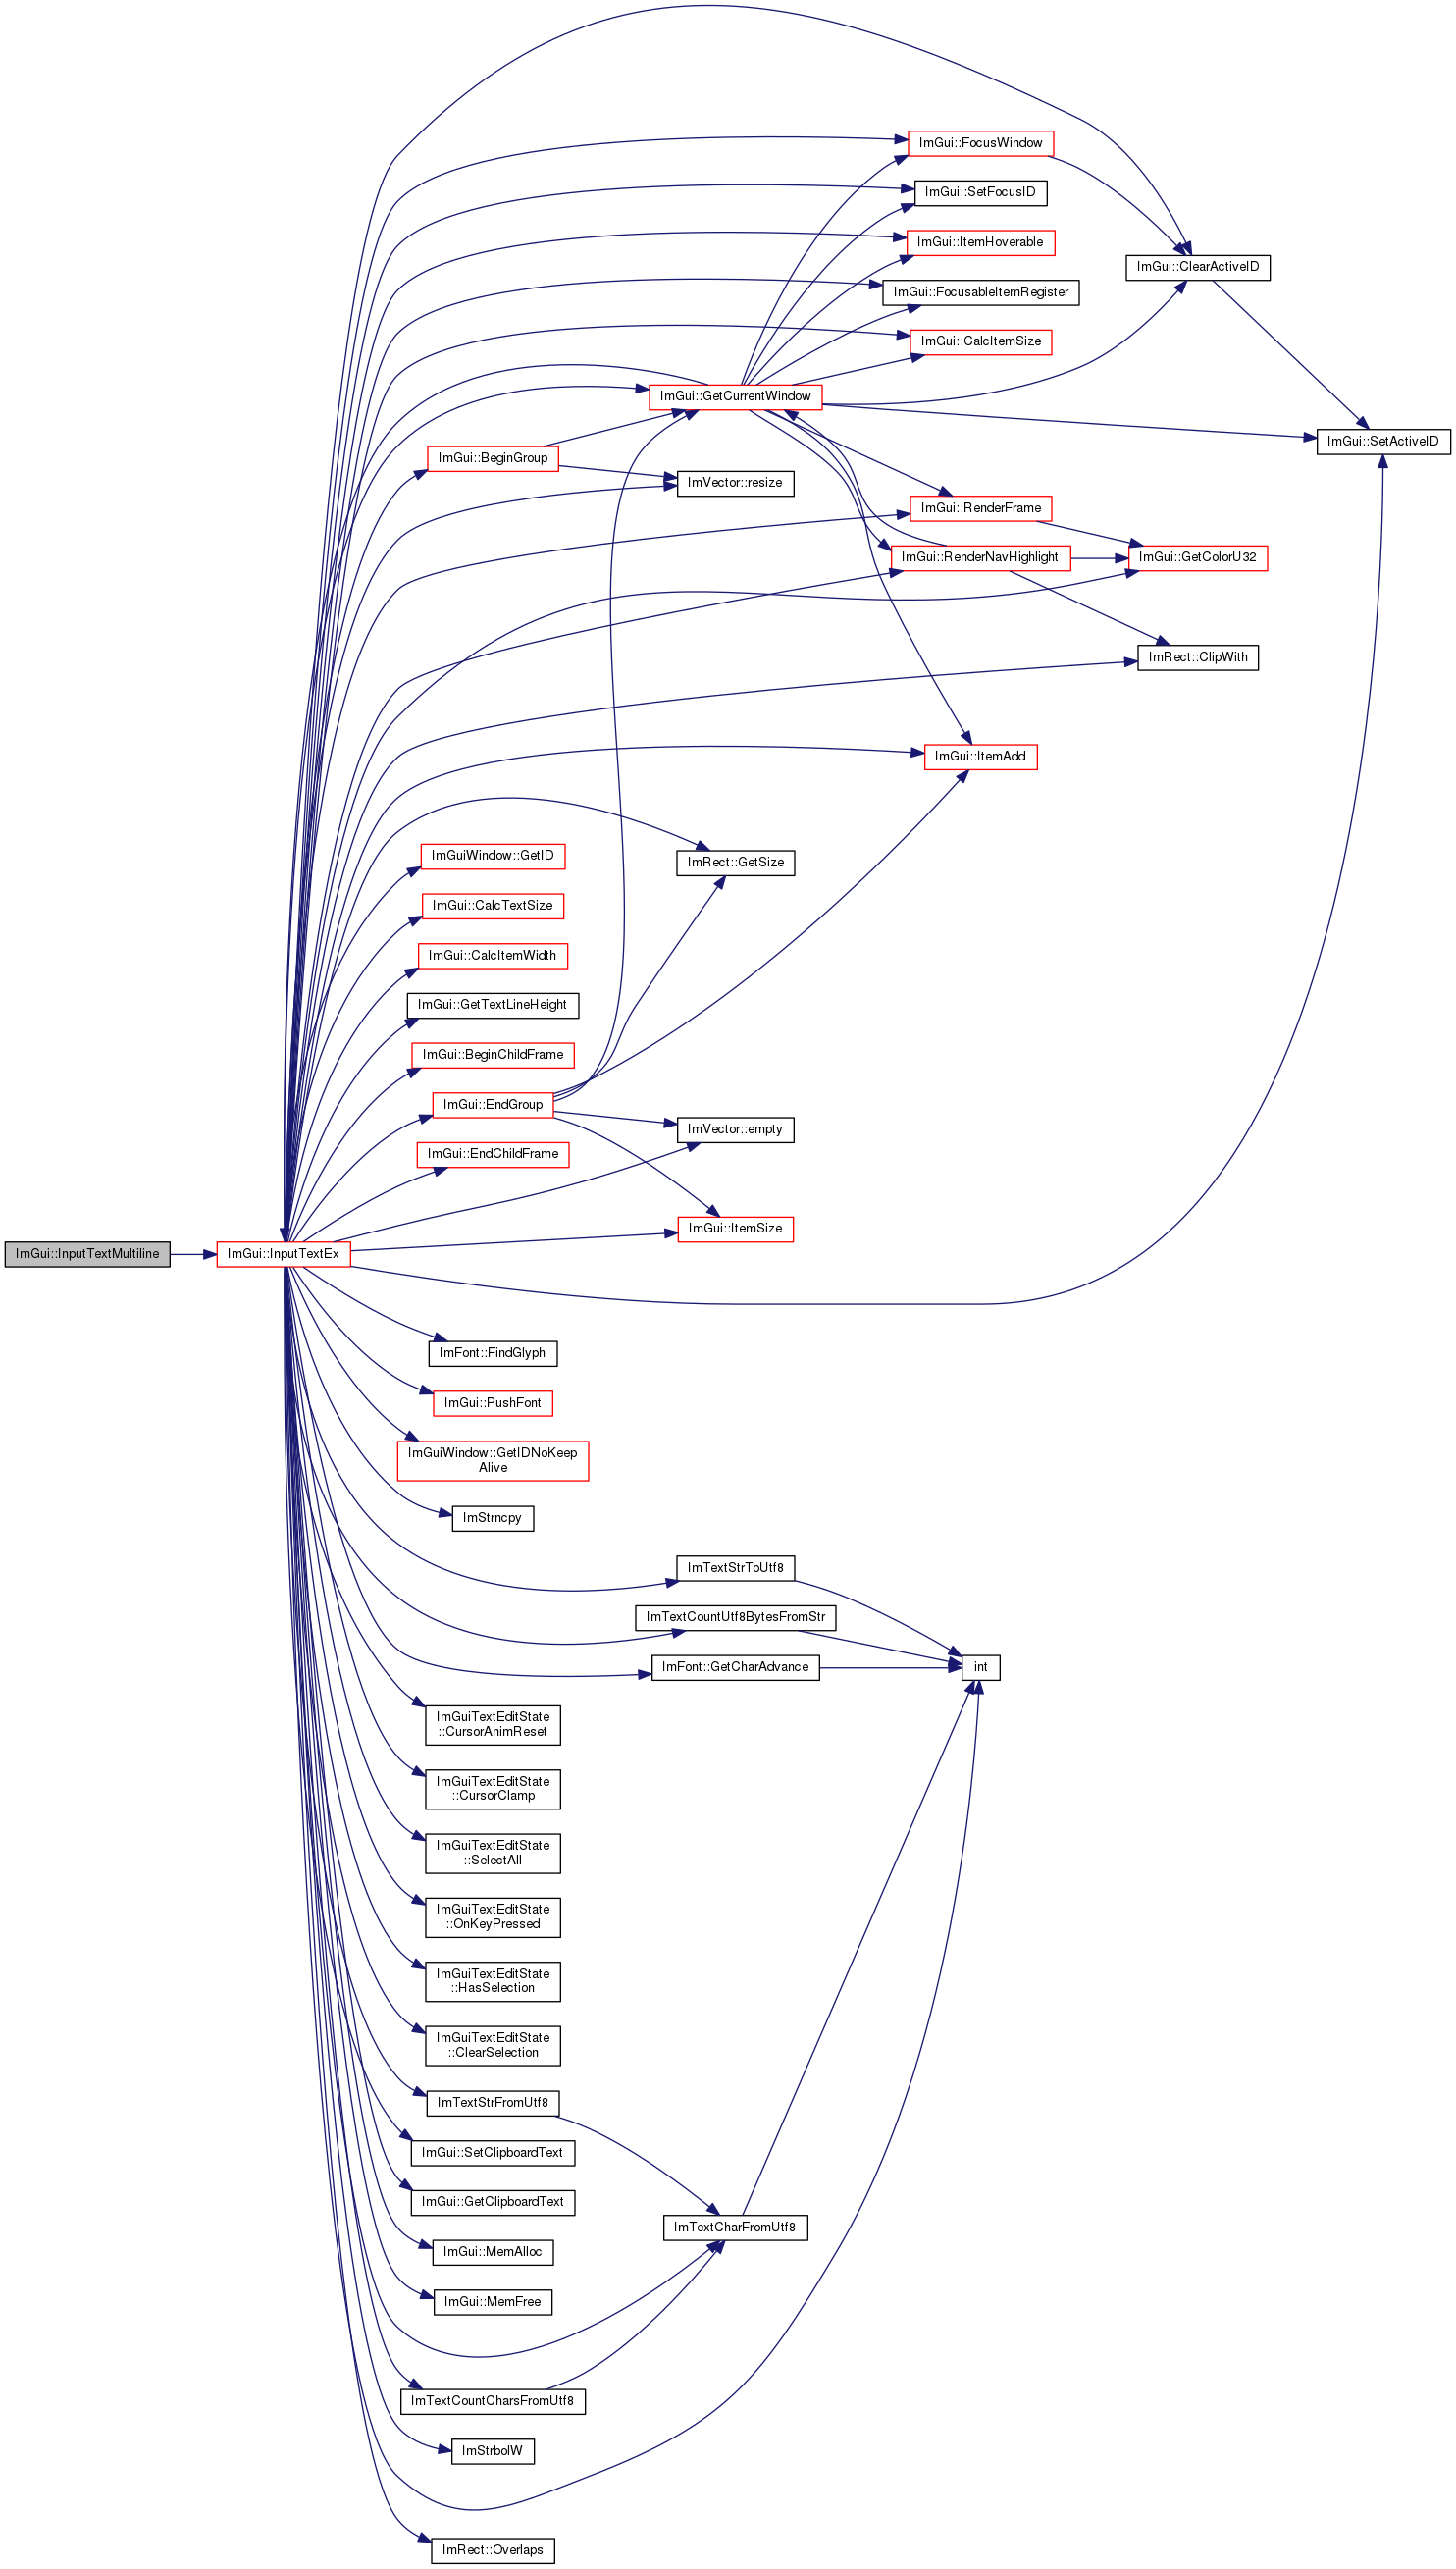 ImGui::FocusWindow
ImGui::SetFocusID
ImGui::ItemHoverable
ImGui::ClearActiveID
ImGui::FocusableItemRegister
ImGui::CalcItemSize
ImGui::GetCurrentWindow
ImGui::SetActiveID
ImGui::BeginGroup
ImVector::resize
ImGui::RenderFrame
ImGui::RenderNavHighlight
ImGui::GetColorU32
ImRect::ClipWith
ImGui::ItemAdd
ImGuiWindow::GetID
ImRect::GetSize
ImGui::CalcTextSize
ImGui::CalcItemWidth
ImGui::GetTextLineHeight
ImGui::BeginChildFrame
ImGui::EndGroup
ImVector::empty
ImGui::EndChildFrame
ImGui::ItemSize
ImGui::InputTextMultiline
ImGui::InputTextEx
ImFont::FindGlyph
ImGui::PushFont
ImGuiWindow::GetIDNoKeep
Alive
ImStrncpy
ImTextStrToUtf8
ImTextCountUtf8BytesFromStr
ImFont::GetCharAdvance
int
ImGuiTextEditState
::CursorAnimReset
ImGuiTextEditState
::CursorClamp
ImGuiTextEditState
::SelectAll
ImGuiTextEditState
::OnKeyPressed
ImGuiTextEditState
::HasSelection
ImGuiTextEditState
::ClearSelection
ImTextStrFromUtf8
ImGui::SetClipboardText
ImGui::GetClipboardText
ImTextCharFromUtf8
ImGui::MemAlloc
ImGui::MemFree
ImTextCountCharsFromUtf8
ImStrbolW
ImRect::Overlaps